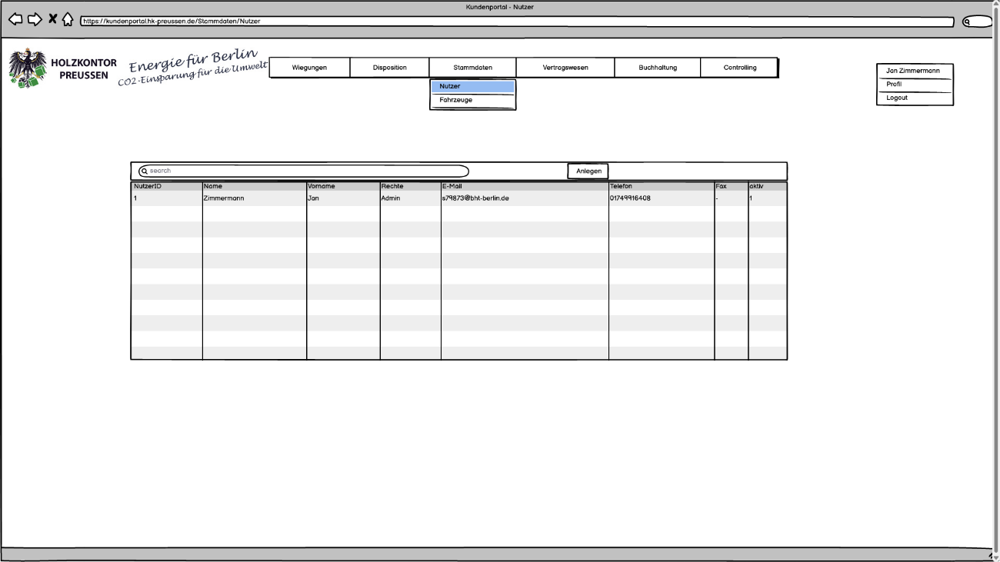 Kundenportal - Nutzer
https://kundenportal.hk-preussen.de/Stammdaten/Nutzer
HOLZKONTOR
PREUSSEN
Energie für Berlin
CO2-Einsparung für die Umwelt
Wiegungen Disposition Stammdaten Vertragswesen Buchhaltung Controlling
Nutzer
Fahrzeuge
Jan Zimmermann
Profil
Logout
search Anlegen
NutzerID Name Vorname Rechte E-Mail Telefon Fax aktiv
1 Zimmermann Jan Admin s79873@bht-berlin.de 01749916408 - 1